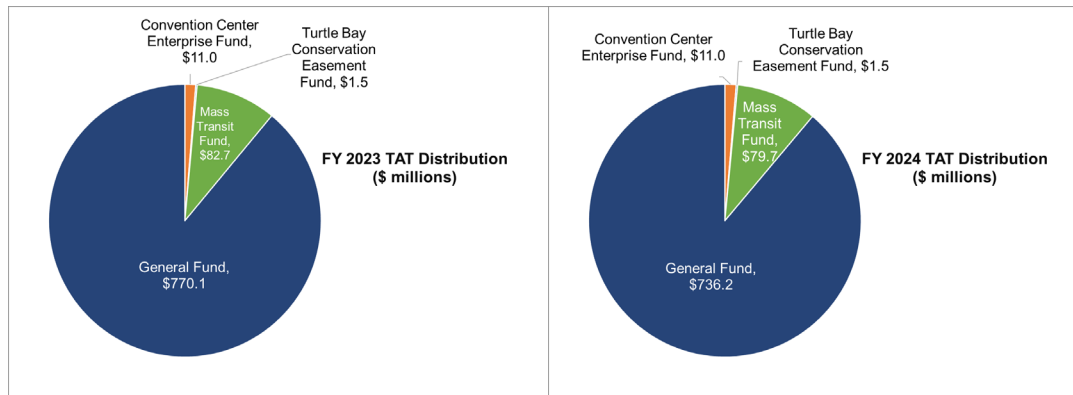 Convention Center
Enterprise Fund,
$11.0
Turtle Bay
Conservation
Easement
Fund, $1.5
Mass
Transit
Fund,
$82.7
FY 2023 TAT Distribution
($ millions)
General Fund,
$770.1
Convention Center
Enterprise Fund, $11.0
Turtle Bay
Conservation
Easement Fund, $1.5
Mass
Transit
Fund,
$79.7
FY 2024 TAT Distribution
($ millions)
General Fund,
$736.2